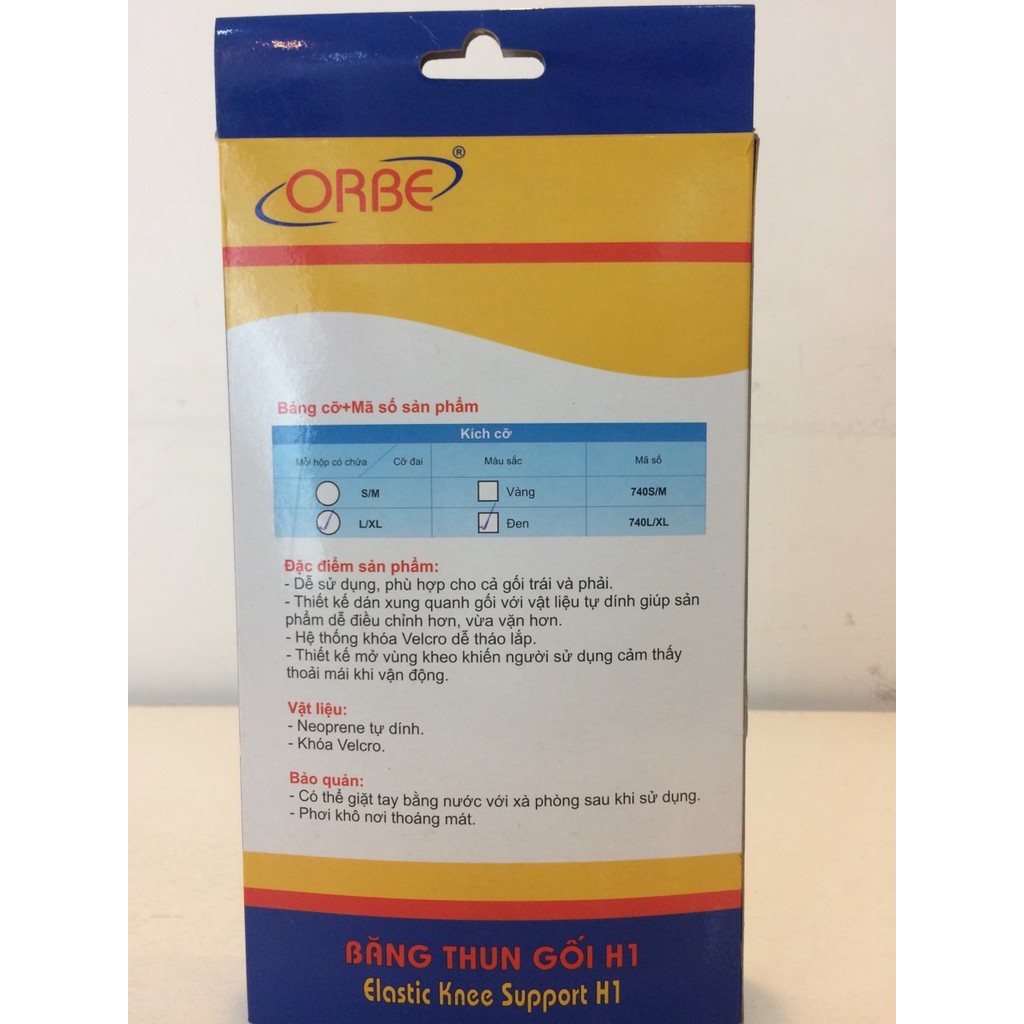 ORBE®
Bảng cỡ+Mã số sản phẩm
Kích cỡ
Mỗi hộp có chứa Cỡ đai Màu sắc Mã số
S/M Vàng 740S/M
L/XL Đen 740L/XL
Đặc điểm sản phẩm:
- Dễ sử dụng, phù hợp cho cả gối trái và phải.
- Thiết kế dán xung quanh gối với vật liệu tự dính giúp sản
phẩm dễ điều chỉnh hơn, vừa vặn hơn.
- Hệ thống khóa Velcro dễ tháo lắp.
- Thiết kế mở vùng kheo khiến người sử dụng cảm thấy
thoải mái khi vận động.
Vật liệu:
- Neoprene tự dính.
- Khóa Velcro.
Bảo quản:
- Có thể giặt tay bằng nước với xà phòng sau khi sử dụng.
- Phơi khô nơi thoáng mát.
BĂNG THUN GỐI H1
Elastic Knee Support H1